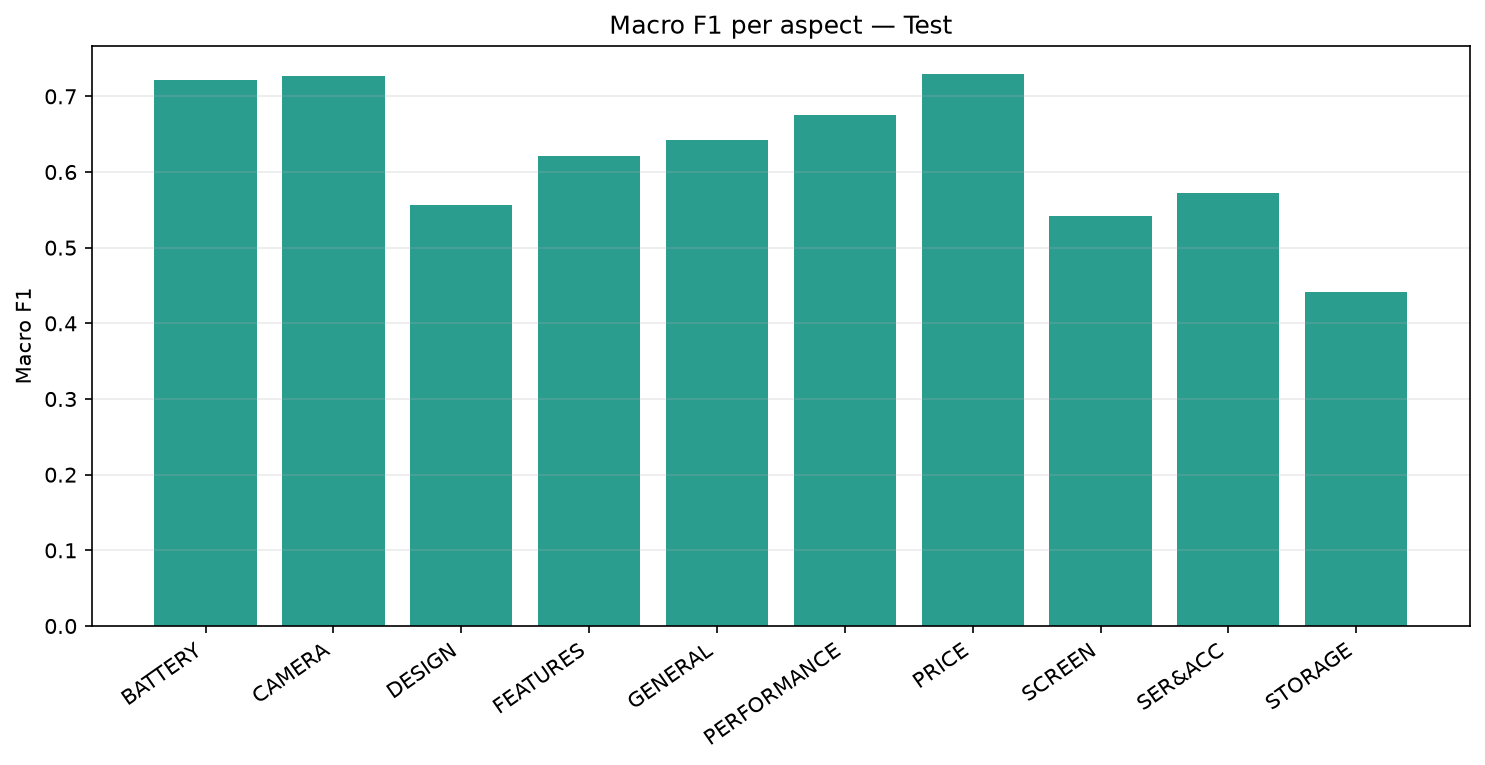 Macro F1 per aspect — Test
Macro F1
0.7
0.6
0.5
0.4
0.3
0.2
0.1
0.0
BATTERY
CAMERA
DESIGN
FEATURES
GENERAL
PERFORMANCE
PRICE
SCREEN
SER&ACC
STORAGE